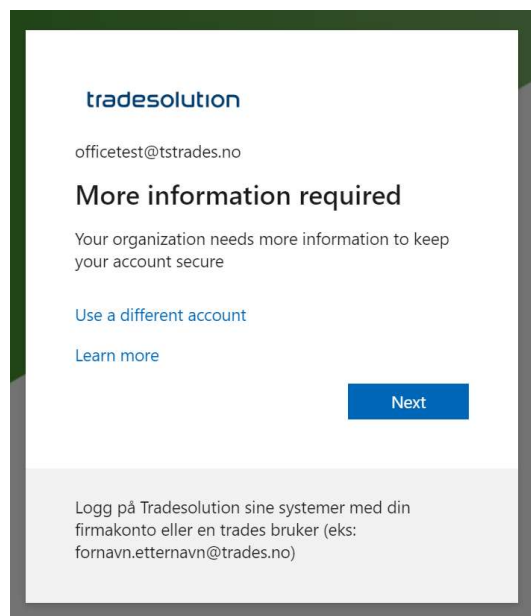 tradesolution
officetest@tstrades.no
More information required
Your organization needs more information to keep
your account secure
Use a different account
Learn more
Next
Logg på Tradesolution sine systemer med din
firmakonto eller en trades bruker (eks:
fornavn.etternavn@trades.no)